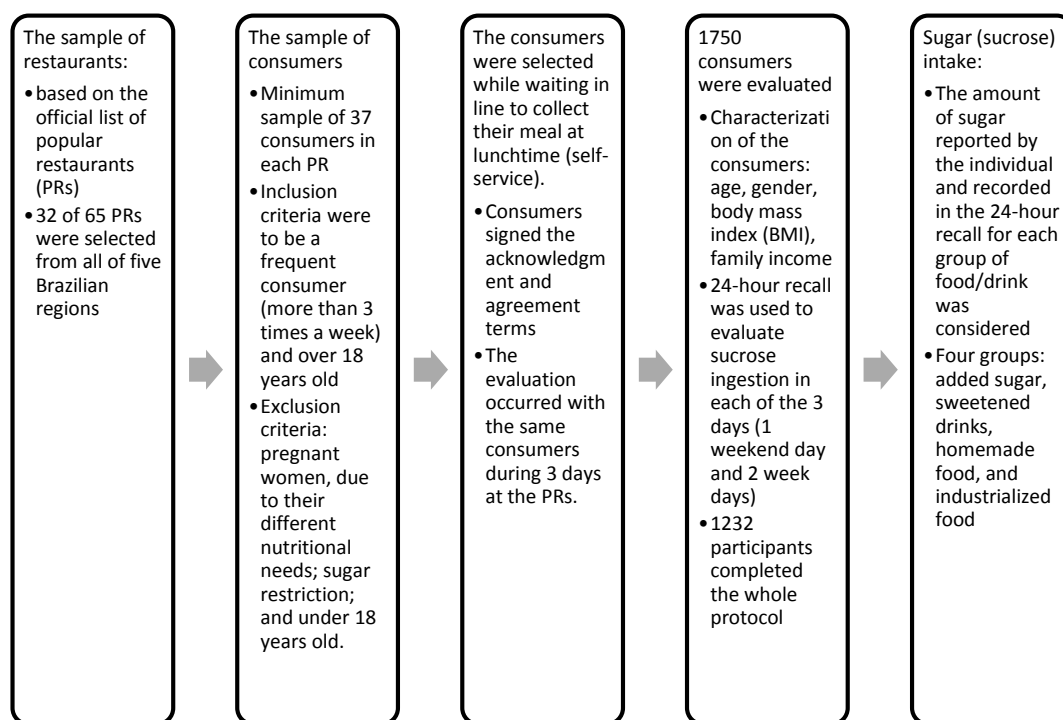 The sample of
restaurants:
•based on the
official list of
popular
restaurants
(PRs)
•32 of 65 PRs
were selected
from all of five
Brazilian
regions
The sample of
consumers
•Minimum
sample of 37
consumers in
each PR
•Inclusion
criteria were
to be a
frequent
consumer
(more than 3
times a week)
and over 18
years old
•Exclusion
criteria:
pregnant
women, due
to their
different
nutritional
needs; sugar
restriction;
and under 18
years old.
The consumers
were selected
while waiting in
line to collect
their meal at
lunchtime (self-
service).
•Consumers
signed the
acknowledgm
ent and
agreement
terms
•The
evaluation
occurred with
the same
consumers
during 3 days
at the PRs.
1750
consumers
were evaluated
•Characterizati
on of the
consumers:
age, gender,
body mass
index (BMI),
family income
•24-hour recall
was used to
evaluate
sucrose
ingestion in
each of the 3
days (1
weekend day
and 2 week
days)
•1232
participants
completed
the whole
protocol
Sugar (sucrose)
intake:
•The amount
of sugar
reported by
the individual
and recorded
in the 24-hour
recall for each
group of
food/drink
was
considered
•Four groups:
added sugar,
sweetened
drinks,
homemade
food, and
industrialized
food